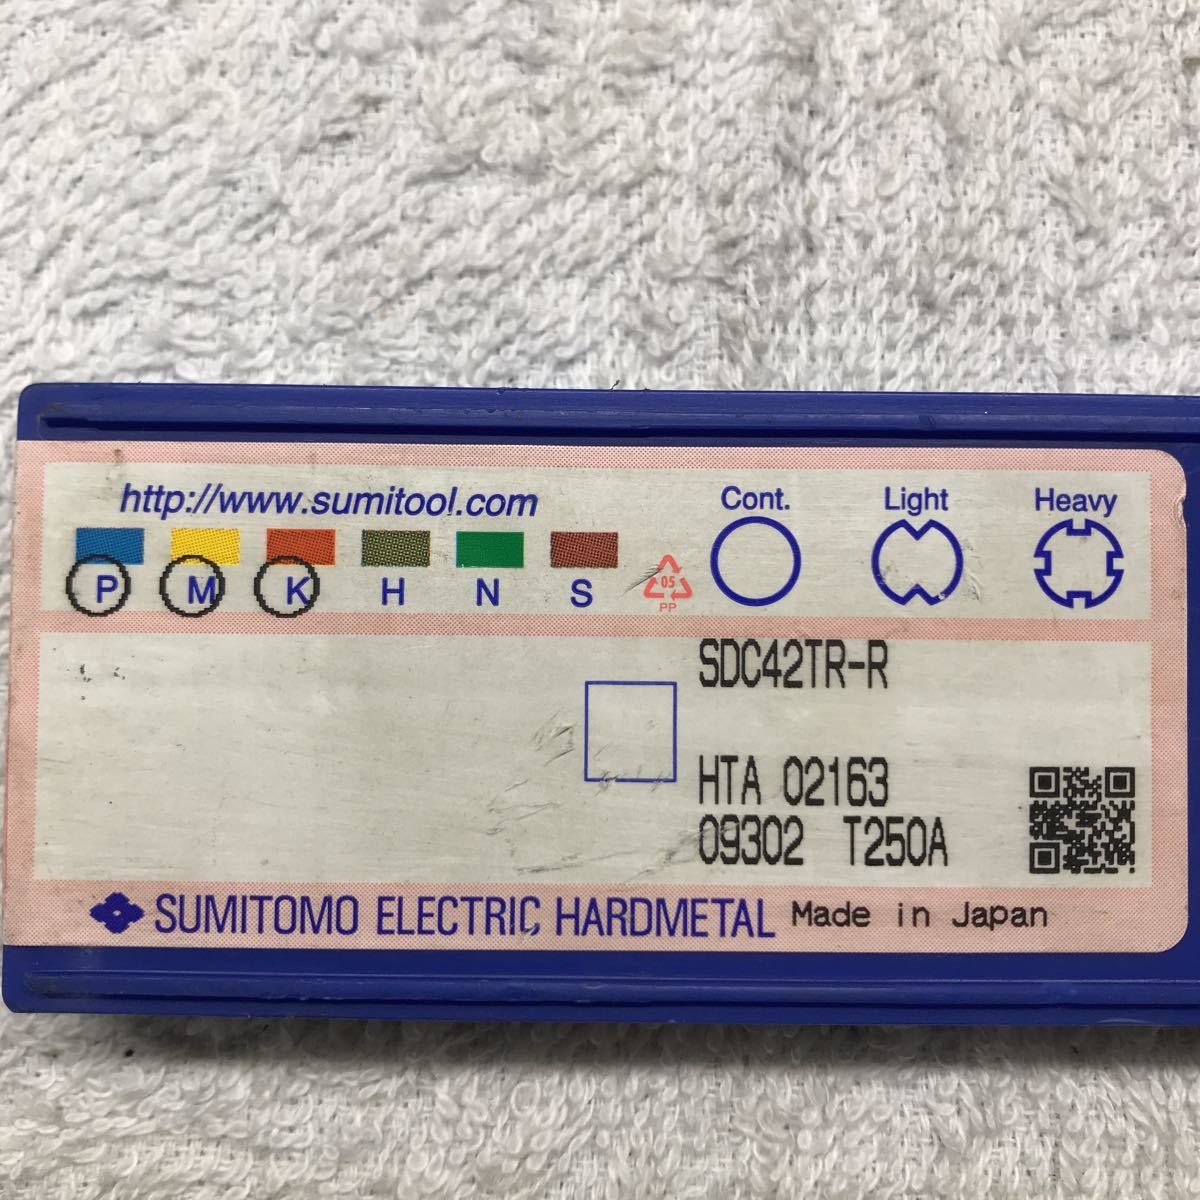 http://www.sumitool.com
Cont. Light Heavy
P M K H N S
05
PP
SDC42TR-R
HTA 02163
09302 T250A
SUMITOMO ELECTRIC HARDMETAL Made in Japan